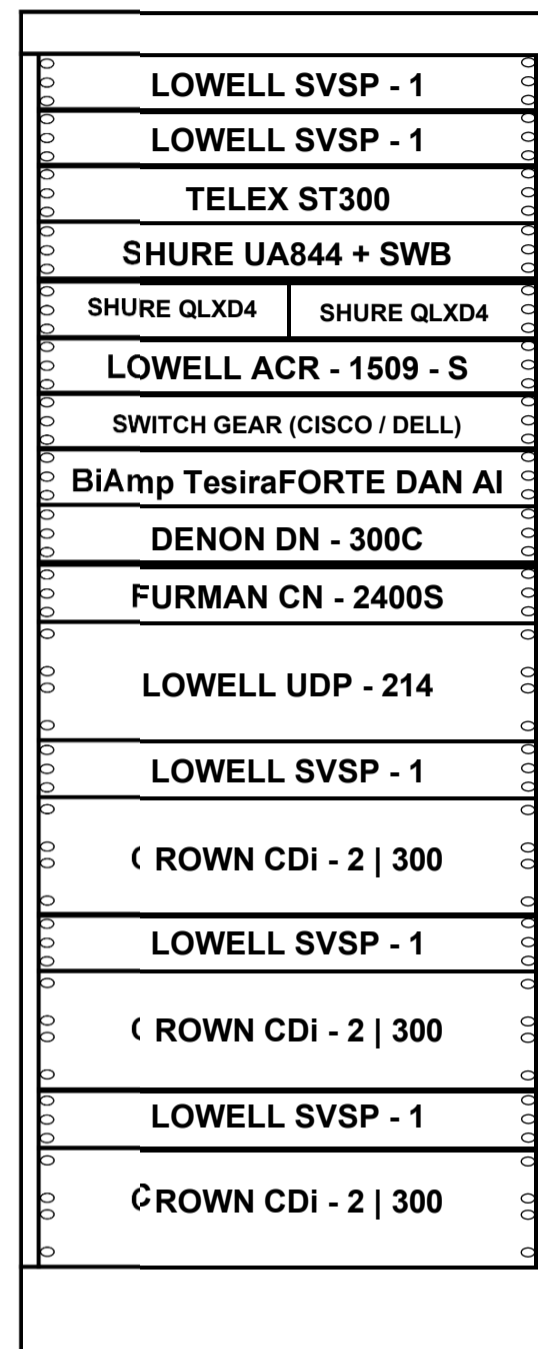 LOWELL SVSP - 1
LOWELL SVSP - 1
TELEX ST300
SHURE UA844 + SWB
SHURE QLXD4 SHURE QLXD4
LOWELL ACR - 1509 - S
SWITCH GEAR (CISCO / DELL)
BiAmp TesiraFORTE DAN AI
DENON DN - 300C
FURMAN CN - 2400S
LOWELL UDP - 214
LOWELL SVSP - 1
CROWN CDi - 2 | 300
LOWELL SVSP - 1
CROWN CDi - 2 | 300
LOWELL SVSP - 1
CROWN CDi - 2 | 300